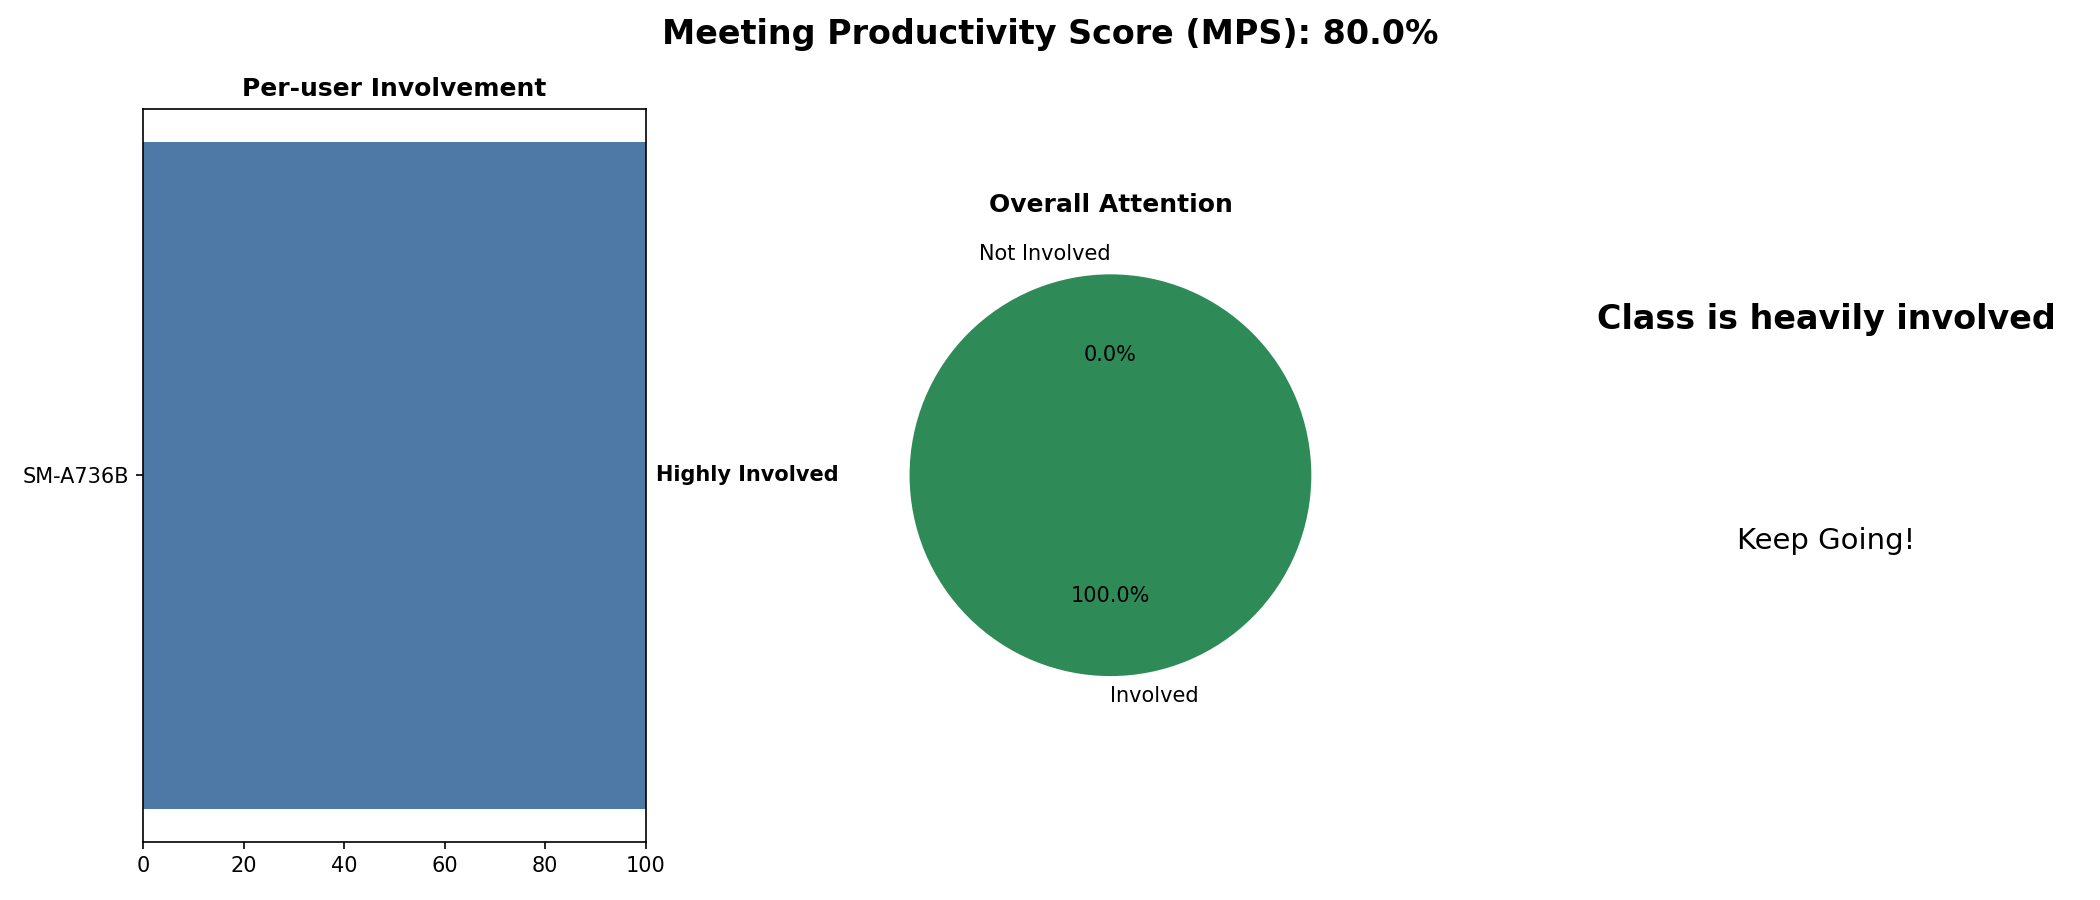 Meeting Productivity Score (MPS): 80.0%
Per-user Involvement
SM-A736B
Highly Involved
0 20 40 60 80 100
Overall Attention
Not Involved
0.0%
100.0%
Involved
Class is heavily involved
Keep Going!